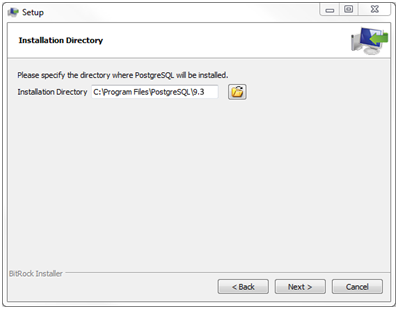 Setup
Installation Directory
Please specify the directory where PostgreSQL will be installed.
Installation Directory C:\Program Files\PostgreSQL\9.3
BitRock Installer
< Back Next > Cancel